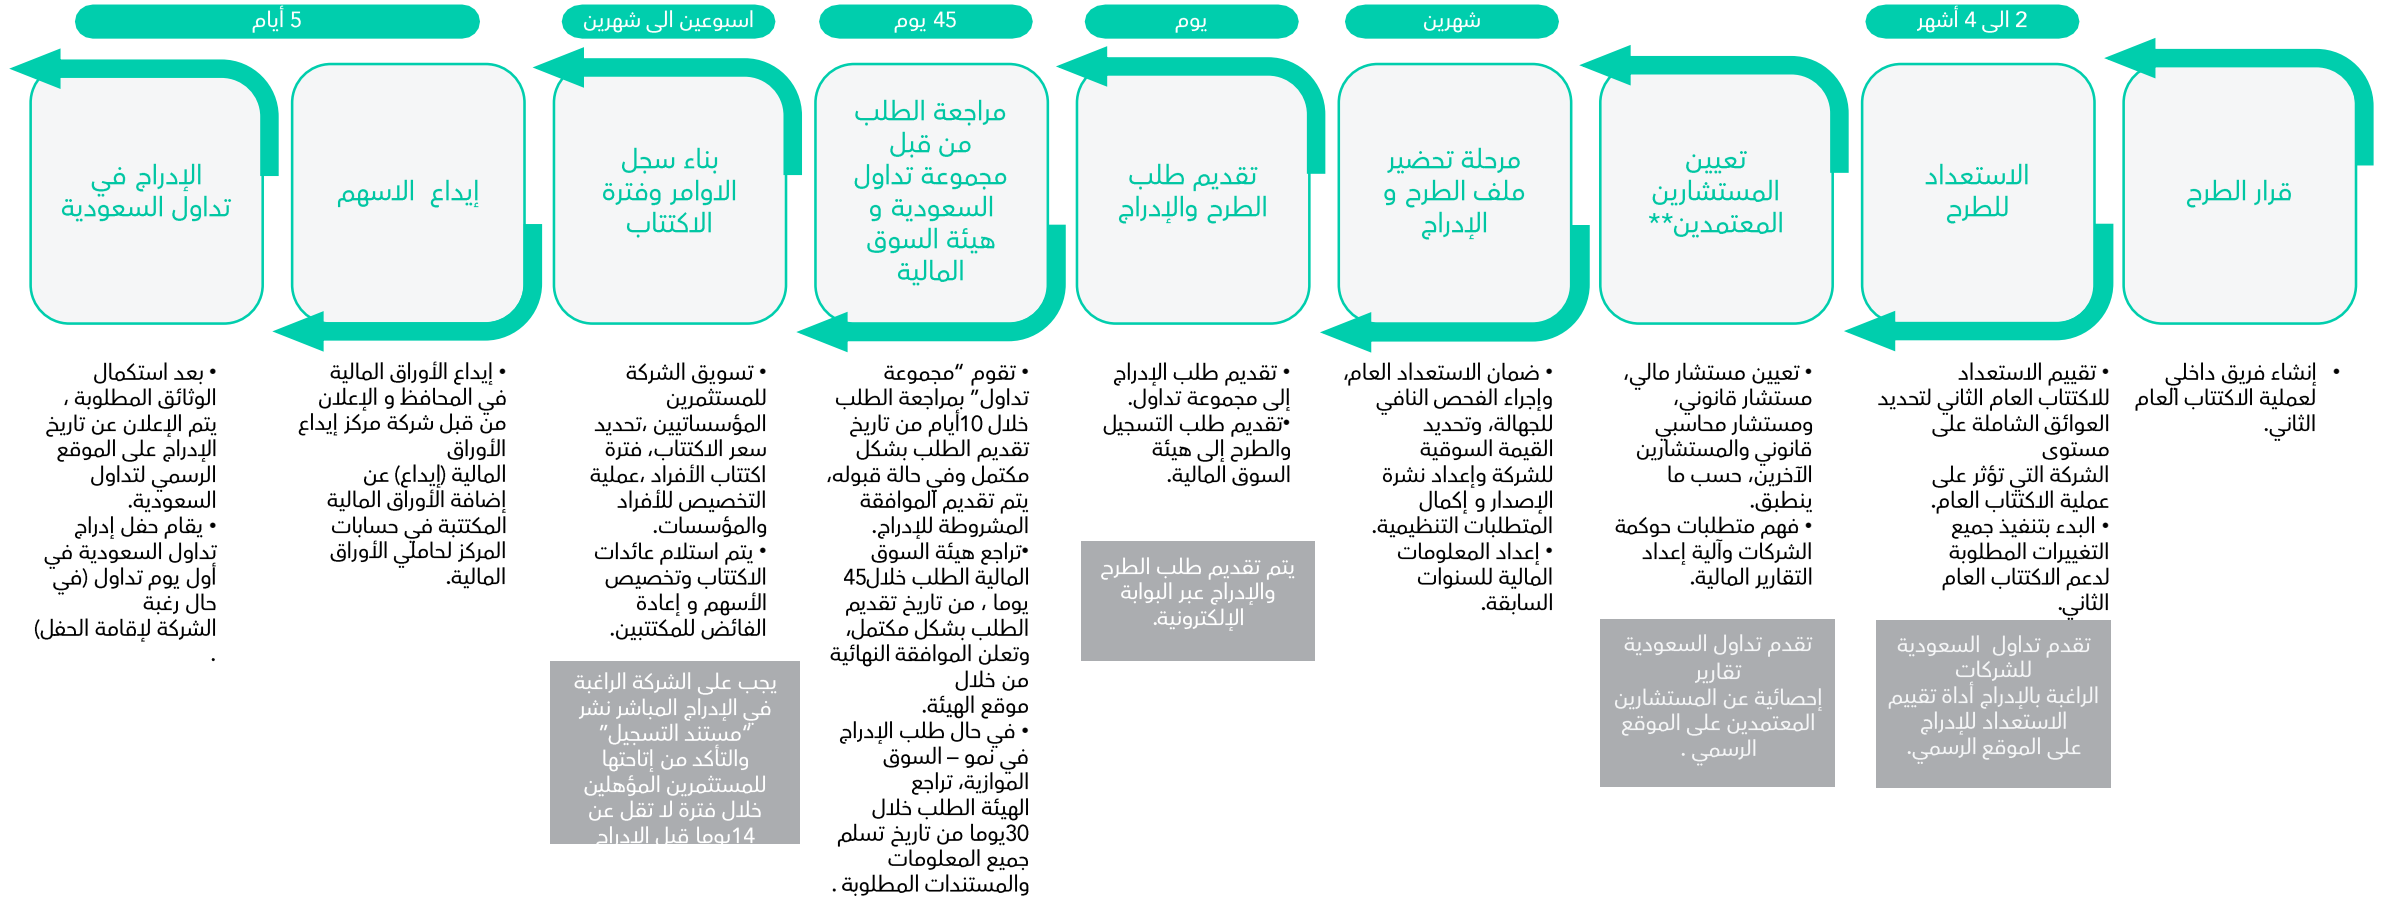 2 الى 4 أشهر
شهرين
يوم
45 يوم
اسبوعين الى شهرين
5 أيام
قرار الطرح
الاستعداد
للطرح
تعيين
المستشارين
المعتمدين**
مرحلة تحضير
ملف الطرح و
الإدراج
تقديم طلب
الطرح والإدراج
مراجعة الطلب
من قبل
مجموعة تداول
السعودية و
هيئة السوق
المالية
بناء سجل
الاوامر وفترة
الاكتتاب
إيداع الاسهم
الإدراج في
تداول السعودية
• إنشاء فريق داخلي
لعملية الاكتتاب العام
الثاني.
• تقييم الاستعداد
للاكتتاب العام الثاني لتحديد
العوائق الشاملة على
مستوى
الشركة التي تؤثر على
عملية الاكتتاب العام.
• البدء بتنفيذ جميع
التغييرات المطلوبة
لدعم الاكتتاب العام
الثاني.
تقدم تداول السعودية
للشركات
الراغبة بالإدراج أداة تقييم
الاستعداد للإدراج
على الموقع الرسمي.
• تعيين مستشار مالي،
مستشار قانوني،
ومستشار محاسبي
قانوني والمستشارين
الآخرين، حسب ما
ينطبق.
• فهم متطلبات حوكمة
الشركات وآلية إعداد
التقارير المالية.
تقدم تداول السعودية
تقارير
إحصائية عن المستشارين
المعتمدين على الموقع
الرسمي .
• ضمان الاستعداد العام،
وإجراء الفحص النافي
للجهالة، وتحديد
القيمة السوقية
للشركة وإعداد نشرة
الإصدار و إكمال
المتطلبات التنظيمية.
• إعداد المعلومات
المالية للسنوات
السابقة.
• تقديم طلب الإدراج
إلى مجموعة تداول.
•تقديم طلب التسجيل
والطرح إلى هيئة
السوق المالية.
يتم تقديم طلب الطرح
والإدراج عبر البوابة
الإلكترونية.
• تقوم “مجموعة
تداول” بمراجعة الطلب
خلال 10أيام من تاريخ
تقديم الطلب بشكل
مكتمل وفي حالة قبوله،
يتم تقديم الموافقة
المشروطة للإدراج.
•تراجع هيئة السوق
المالية الطلب خلال45
يوما ، من تاريخ تقديم
الطلب بشكل مكتمل،
وتعلن الموافقة النهائية
من خلال
موقع الهيئة.
• في حال طلب الإدراج
في نمو – السوق
الموازية، تراجع
الهيئة الطلب خلال
30يوما من تاريخ تسلم
جميع المعلومات
والمستندات المطلوبة .
• تسويق الشركة
للمستثمرين
المؤسساتيين ،تحديد
سعر الاكتتاب، فترة
اكتتاب الأفراد ،عملية
التخصيص للأفراد
والمؤسسات.
• يتم استلام عائدات
الاكتتاب وتخصيص
الأسهم و إعادة
الفائض للمكتتبين.
يجب على الشركة الراغبة
في الإدراج المباشر نشر
“مستند التسجيل”
والتأكد من إتاحتها
للمستثمرين المؤهلين
خلال فترة لا تقل عن
14يوما قبل الإدراج
• إيداع الأوراق المالية
في المحافظ و الإعلان
من قبل شركة مركز إيداع
الأوراق
المالية (إيداع) عن
إضافة الأوراق المالية
المكتتبة في حسابات
المركز لحاملي الأوراق
المالية.
• بعد استكمال
الوثائق المطلوبة ،
يتم الإعلان عن تاريخ
الإدراج على الموقع
الرسمي لتداول
السعودية.
• يقام حفل إدراج
تداول السعودية في
أول يوم تداول (في
حال رغبة
الشركة لإقامة الحفل)
.